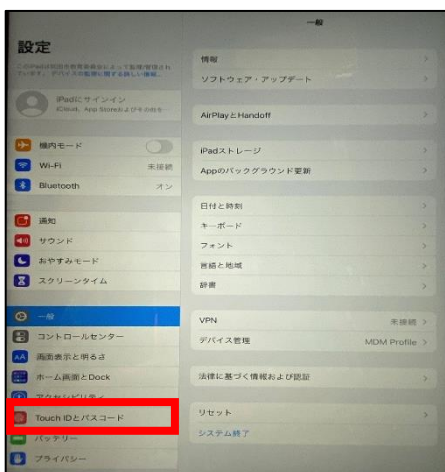 設定
iPadにサインイン
機内モード
Wi-Fi 未接続
Bluetooth オン
通知
サウンド
おやすみモード
スクリーンタイム
一般
コントロールセンター
画面表示と明るさ
ホーム画面とDock
アクセシビリティ
Touch IDとパスコード
バッテリー
プライバシー
一般
情報
ソフトウェア・アップデート
AirPlayとHandoff
iPadストレージ
Appのバックグラウンド更新
日付と時刻
キーボード
フォント
言語と地域
辞書
VPN 未接続
デバイス管理 MDM Profile
法律に基づく情報および認証
リセット
システム終了